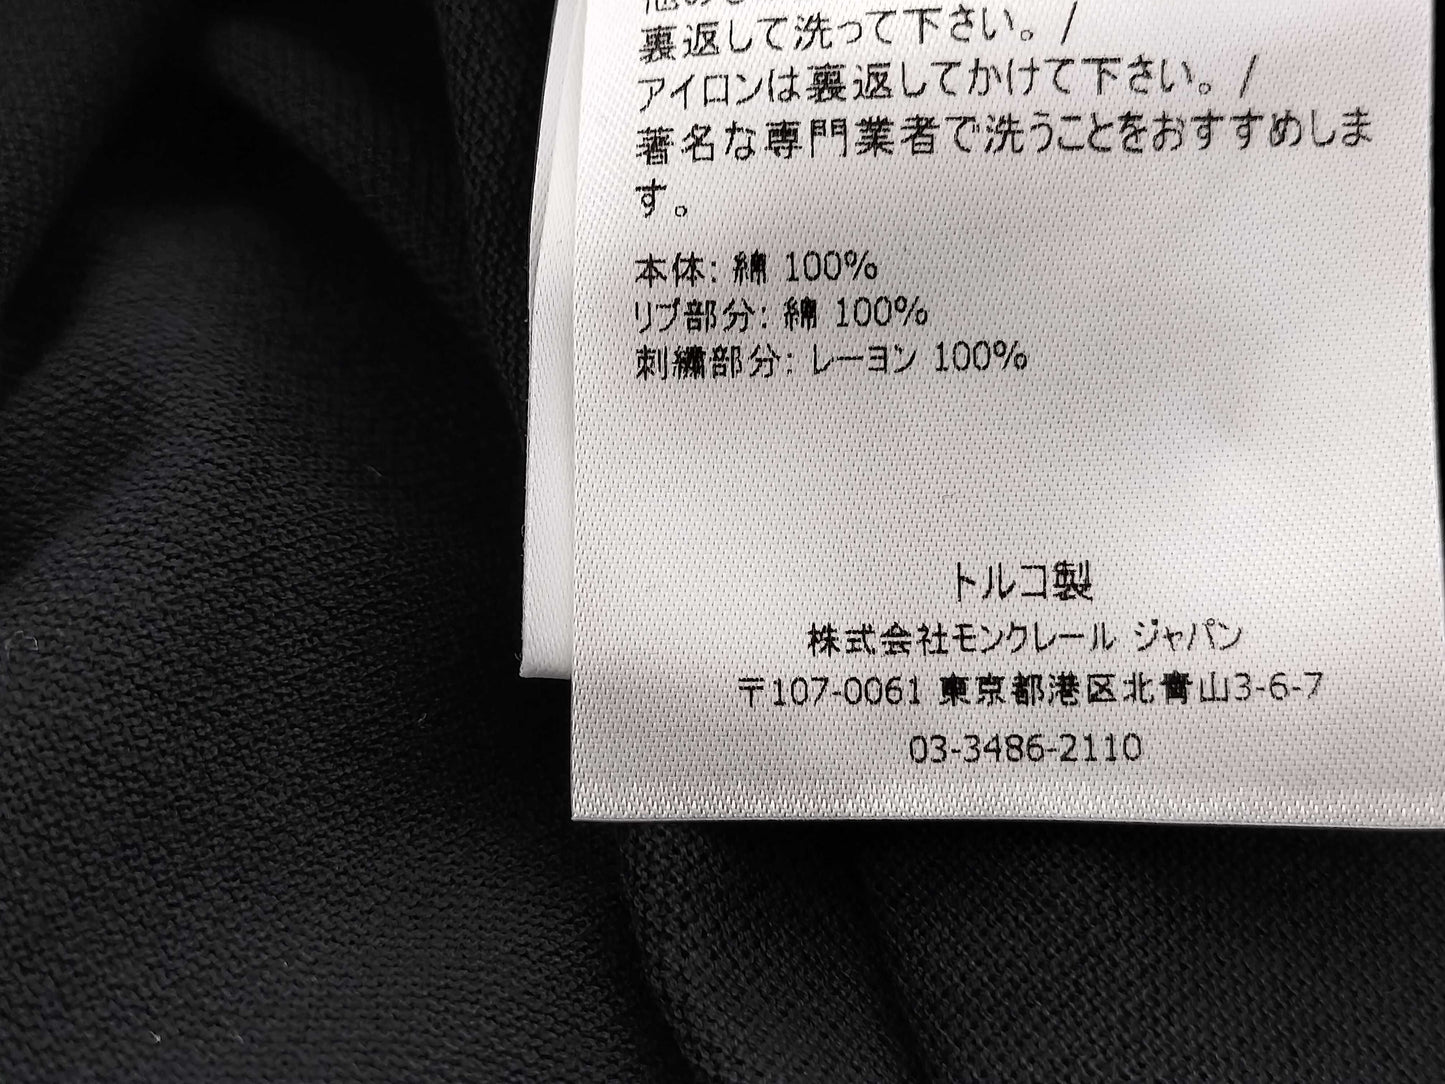 裏返して洗って下さい。/
アイロンは裏返してかけて下さい。/
著名な専門業者で洗うことをおすすめしま
す。
本体: 綿 100%
リブ部分: 綿 100%
刺繍部分: レーヨン 100%
トルコ製
株式会社モンクレール ジャパン
〒107-0061 東京都港区北青山3-6-7
03-3486-2110